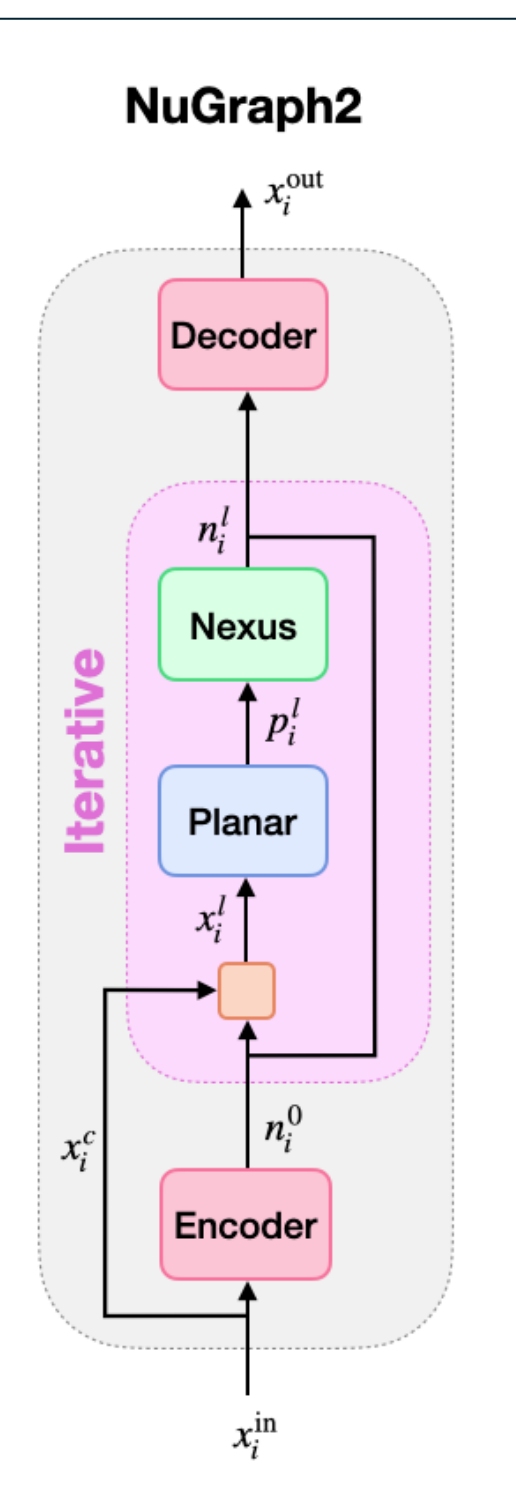 NuGraph2
x_i^out
Decoder
n_i^l
Nexus
Iterative
p_i^l
Planar
x_i^l
x_i^c
n_i^0
Encoder
x_i^in